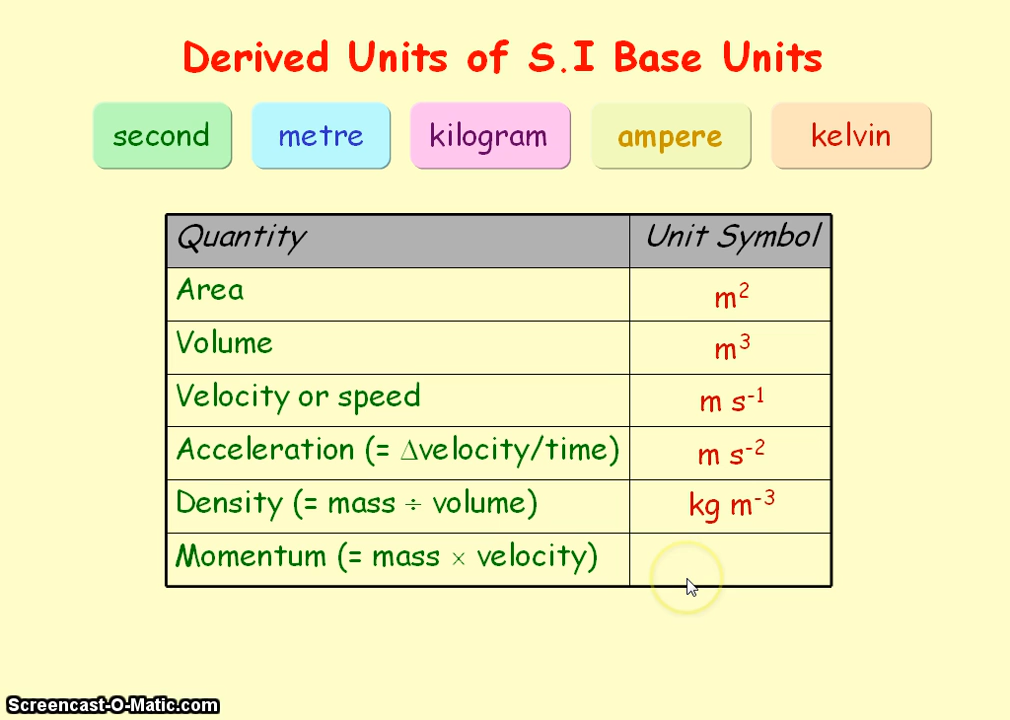 Derived Units of S.I Base Units
second metre kilogram ampere kelvin
Quantity Unit Symbol
Area m²
Volume m³
Velocity or speed m s⁻¹
Acceleration (= Δvelocity/time) m s⁻²
Density (= mass ÷ volume) kg m⁻³
Momentum (= mass × velocity)
Screencast-O-Matic.com